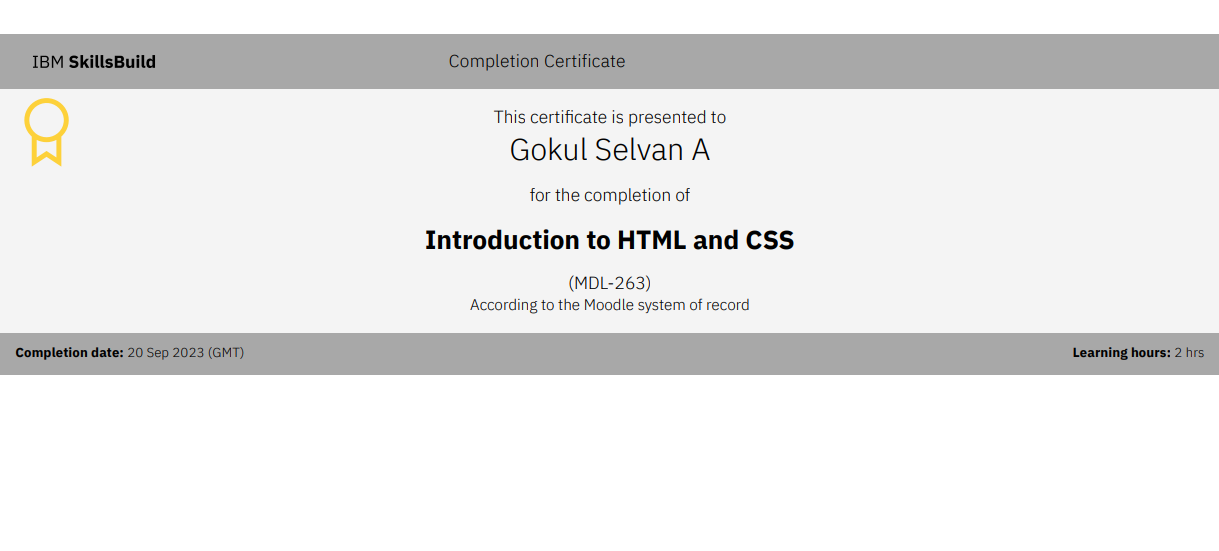 IBM SkillsBuild
Completion Certificate
This certificate is presented to
Gokul Selvan A
for the completion of
Introduction to HTML and CSS
(MDL-263)
According to the Moodle system of record
Completion date: 20 Sep 2023 (GMT)
Learning hours: 2 hrs